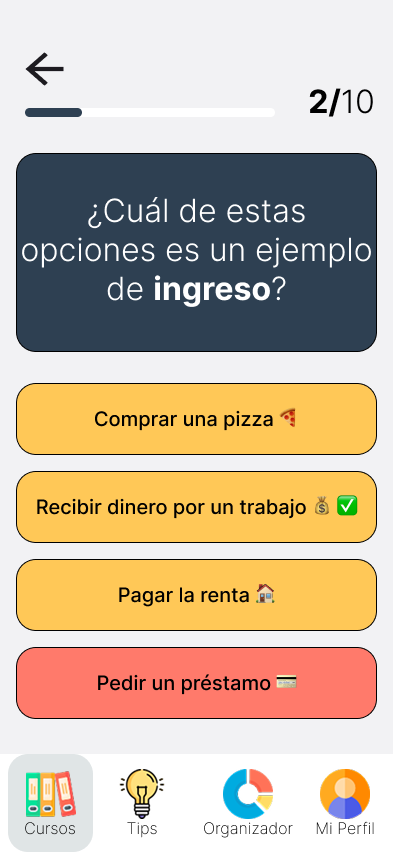 2/10
¿Cuál de estas
opciones es un ejemplo
de ingreso?
Comprar una pizza 🍕
Recibir dinero por un trabajo 💰 ✅
Pagar la renta 🏠
Pedir un préstamo 💳
Cursos
Tips
Organizador
Mi Perfil